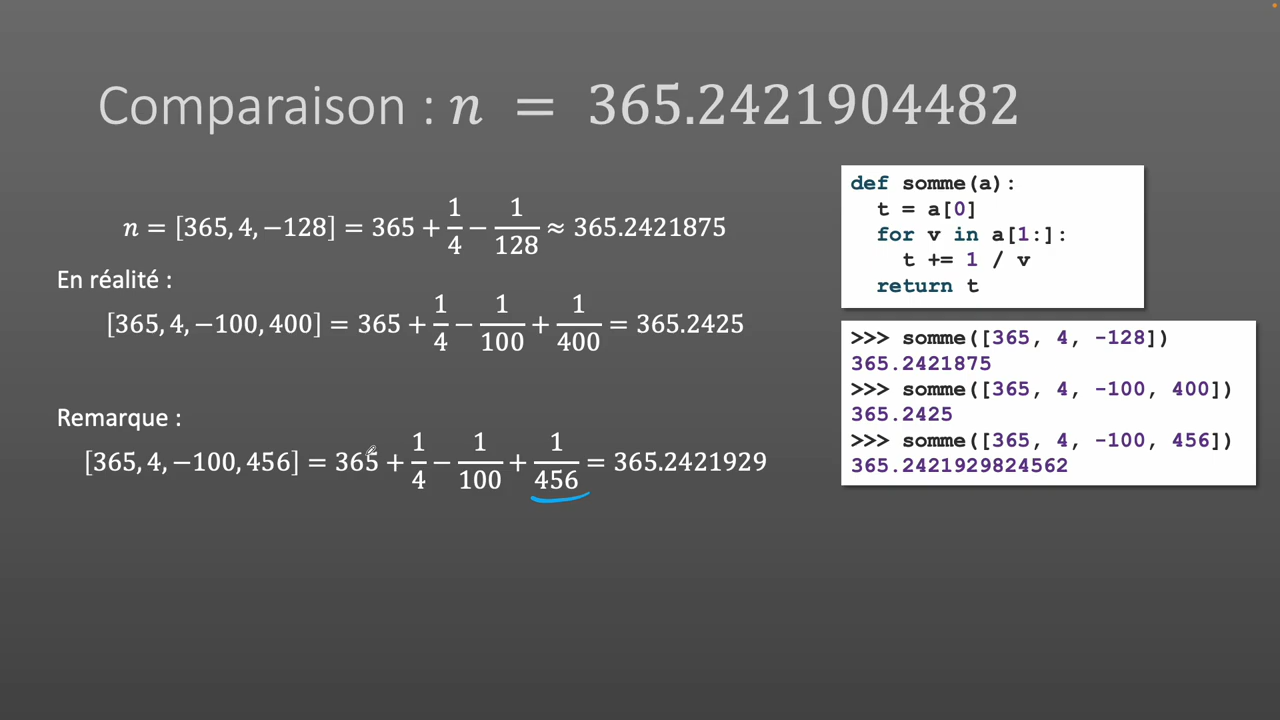 Comparaison : n = 365.2421904482
n = [365, 4, −128] = 365 + 1/4 − 1/128 ≈ 365.2421875
En réalité :
[365, 4, −100, 400] = 365 + 1/4 − 1/100 + 1/400 = 365.2425
Remarque :
[365, 4, −100, 456] = 365 + 1/4 − 1/100 + 1/456 = 365.2421929
def somme(a):
  t = a[0]
  for v in a[1:]:
    t += 1 / v
  return t
>>> somme([365, 4, -128])
365.2421875
>>> somme([365, 4, -100, 400])
365.2425
>>> somme([365, 4, -100, 456])
365.2421929824562